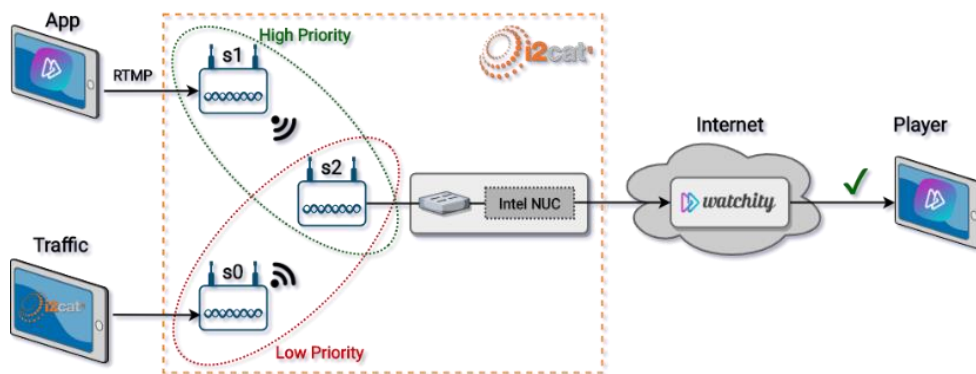 App
RTMP
s1
High Priority
i2cat
s2
Intel NUC
Internet
watchity
Player
Traffic
i2cat
s0
Low Priority